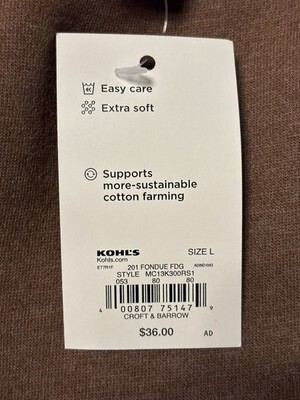 Easy care
Extra soft
Supports
more-sustainable
cotton farming
KOHL'S SIZE L
Kohls.com
201 FONDUE FDG
STYLE MC13K300RS1
053 80 80
4 00807 75147 9
CROFT & BARROW
$36.00 AD